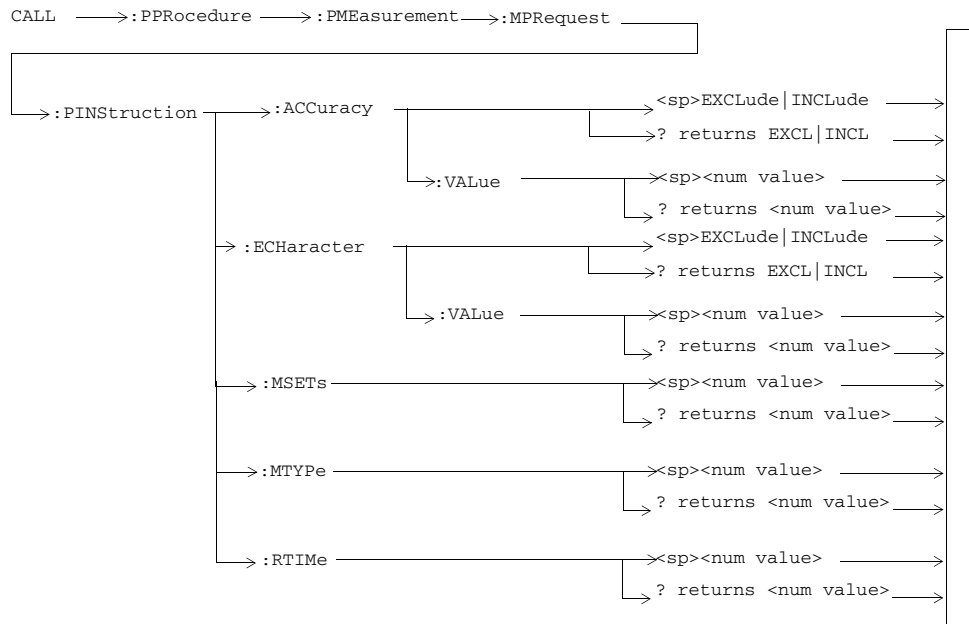 CALL :PPRocedure :PMEasurement :MPRequest
:PINStruction :ACCuracy <sp>EXCLude|INCLude
? returns EXCL|INCL
:VALue <sp><num value>
? returns <num value>
:ECHaracter <sp>EXCLude|INCLude
? returns EXCL|INCL
:VALue <sp><num value>
? returns <num value>
:MSETs <sp><num value>
? returns <num value>
:MTYPe <sp><num value>
? returns <num value>
:RTIMe <sp><num value>
? returns <num value>